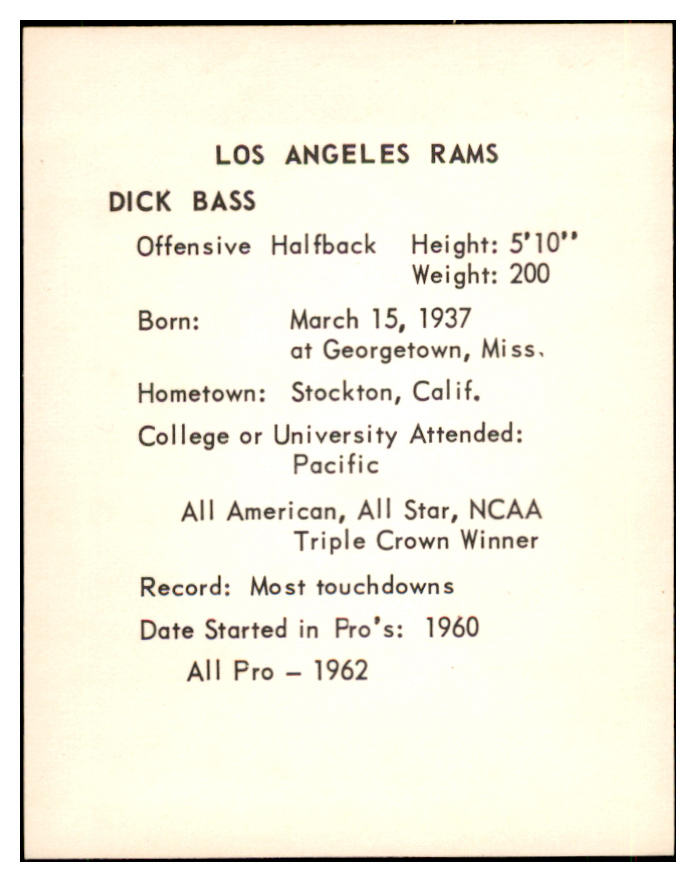 LOS ANGELES RAMS
DICK BASS
Offensive Halfback Height: 5'10''
Weight: 200
Born: March 15, 1937
at Georgetown, Miss.
Hometown: Stockton, Calif.
College or University Attended:
Pacific
All American, All Star, NCAA
Triple Crown Winner
Record: Most touchdowns
Date Started in Pro's: 1960
All Pro – 1962